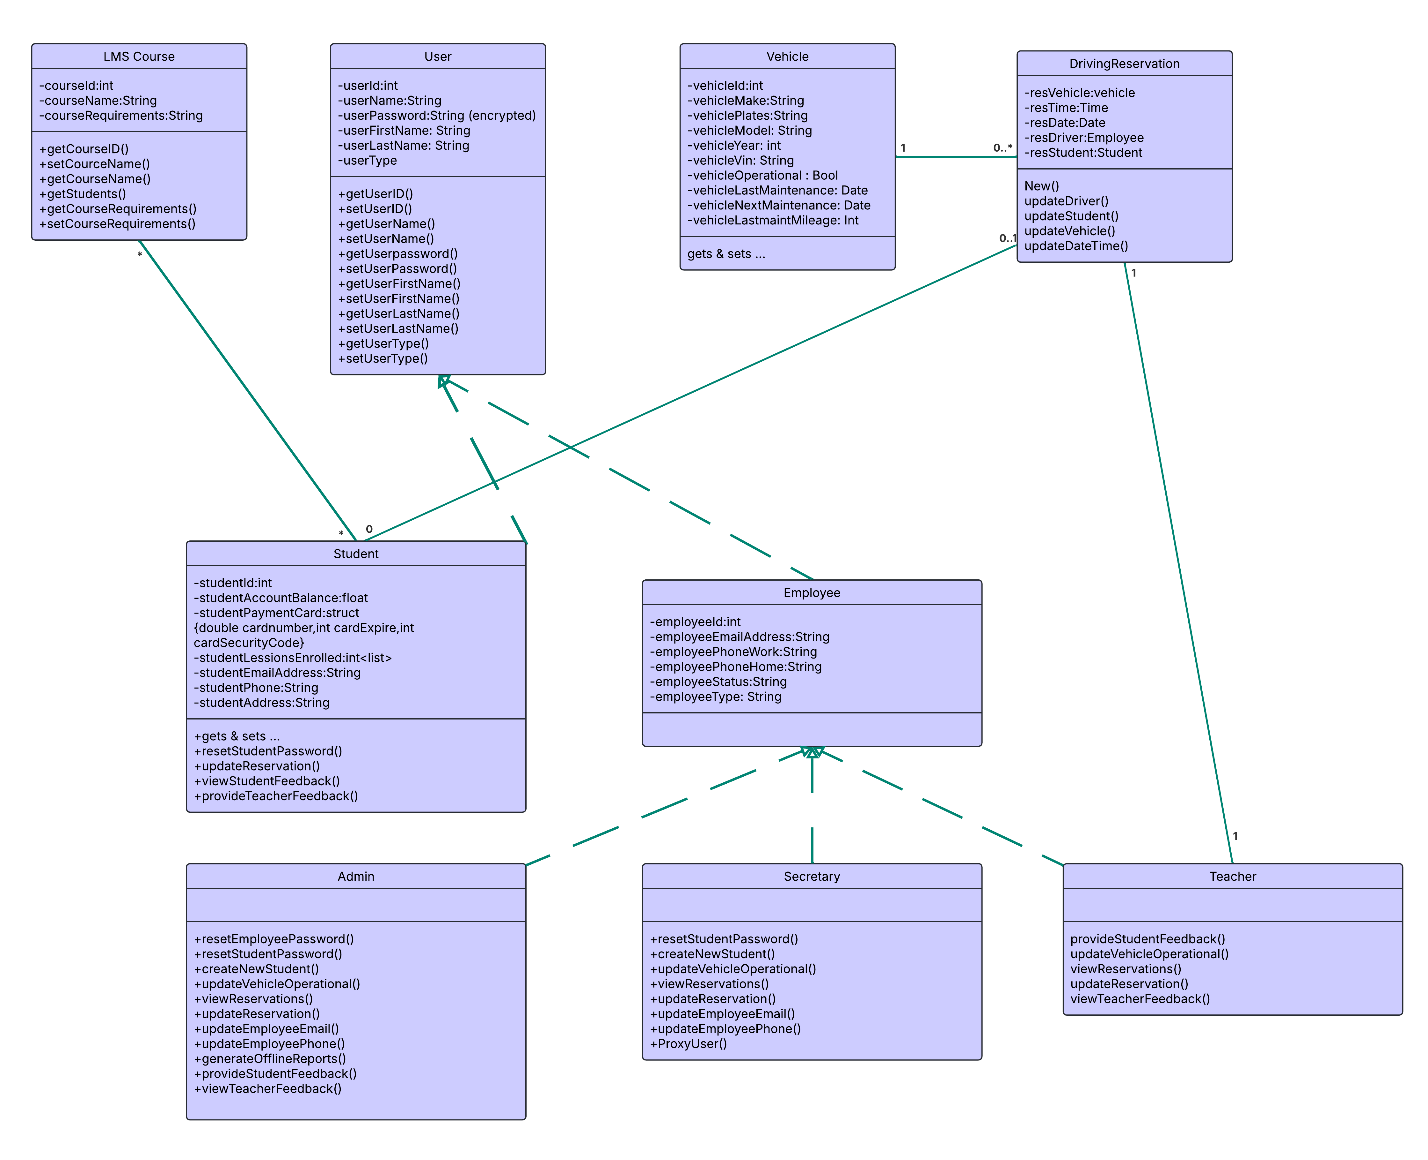 LMS Course
-courseId:int
-courseName:String
-courseRequirements:String
+getCourseID()
+setCourceName()
+getCourseName()
+getStudents()
+getCourseRequirements()
+setCourseRequirements()
*
User
-userId:int
-userName:String
-userPassword:String (encrypted)
-userFirstName: String
-userLastName: String
-userType
+getUserID()
+setUserID()
+getUserName()
+setUserName()
+getUserpassword()
+setUserPassword()
+getUserFirstName()
+setUserFirstName()
+getUserLastName()
+setUserLastName()
+getUserType()
+setUserType()
Vehicle
-vehicleId:int
-vehicleMake:String
-vehiclePlates:String
-vehicleModel: String
-vehicleYear: int
-vehicleVin: String
-vehicleOperational : Bool
-vehicleLastMaintenance: Date
-vehicleNextMaintenance: Date
-vehicleLastmaintMileage: Int
gets & sets ...
1
0..*
DrivingReservation
-resVehicle:vehicle
-resTime:Time
-resDate:Date
-resDriver:Employee
-resStudent:Student
New()
updateDriver()
updateStudent()
updateVehicle()
updateDateTime()
0..1
1
*
0
Student
-studentId:int
-studentAccountBalance:float
-studentPaymentCard:struct
{double cardnumber,int cardExpire,int
cardSecurityCode}
-studentLessionsEnrolled:int<list>
-studentEmailAddress:String
-studentPhone:String
-studentAddress:String
+gets & sets ...
+resetStudentPassword()
+updateReservation()
+viewStudentFeedback()
+provideTeacherFeedback()
Employee
-employeeId:int
-employeeEmailAddress:String
-employeePhoneWork:String
-employeePhoneHome:String
-employeeStatus:String
-employeeType: String
1
Admin
+resetEmployeePassword()
+resetStudentPassword()
+createNewStudent()
+updateVehicleOperational()
+viewReservations()
+updateReservation()
+updateEmployeeEmail()
+updateEmployeePhone()
+generateOfflineReports()
+provideStudentFeedback()
+viewTeacherFeedback()
Secretary
+resetStudentPassword()
+createNewStudent()
+updateVehicleOperational()
+viewReservations()
+updateReservation()
+updateEmployeeEmail()
+updateEmployeePhone()
+ProxyUser()
Teacher
provideStudentFeedback()
updateVehicleOperational()
viewReservations()
updateReservation()
viewTeacherFeedback()